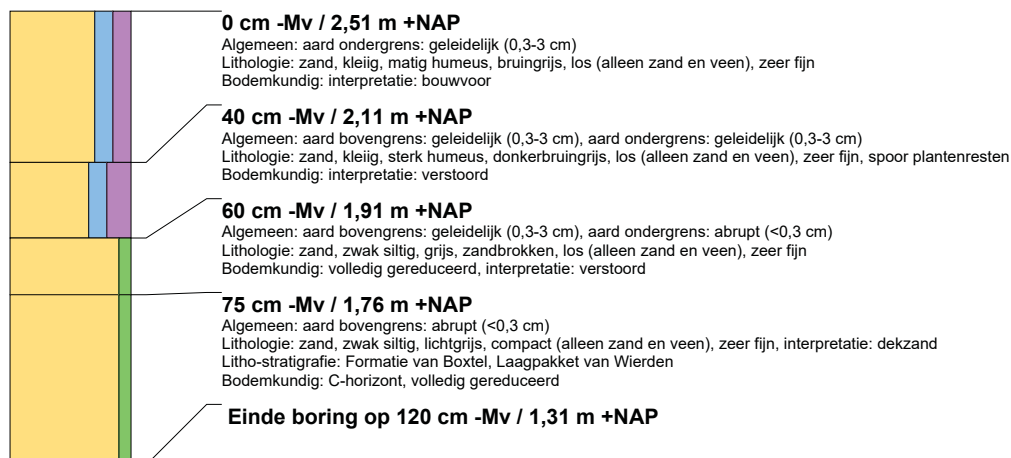 0 cm -Mv / 2,51 m +NAP
Algemeen: aard ondergrens: geleidelijk (0,3-3 cm)
Lithologie: zand, kleiig, matig humeus, bruingrijs, los (alleen zand en veen), zeer fijn
Bodemkundig: interpretatie: bouwvoor
40 cm -Mv / 2,11 m +NAP
Algemeen: aard bovengrens: geleidelijk (0,3-3 cm), aard ondergrens: geleidelijk (0,3-3 cm)
Lithologie: zand, kleiig, sterk humeus, donkerbruingrijs, los (alleen zand en veen), zeer fijn, spoor plantenresten
Bodemkundig: interpretatie: verstoord
60 cm -Mv / 1,91 m +NAP
Algemeen: aard bovengrens: geleidelijk (0,3-3 cm), aard ondergrens: abrupt (<0,3 cm)
Lithologie: zand, zwak siltig, grijs, zandbrokken, los (alleen zand en veen), zeer fijn
Bodemkundig: volledig gereduceerd, interpretatie: verstoord
75 cm -Mv / 1,76 m +NAP
Algemeen: aard bovengrens: abrupt (<0,3 cm)
Lithologie: zand, zwak siltig, lichtgrijs, compact (alleen zand en veen), zeer fijn, interpretatie: dekzand
Litho-stratigrafie: Formatie van Boxtel, Laagpakket van Wierden
Bodemkundig: C-horizont, volledig gereduceerd
Einde boring op 120 cm -Mv / 1,31 m +NAP